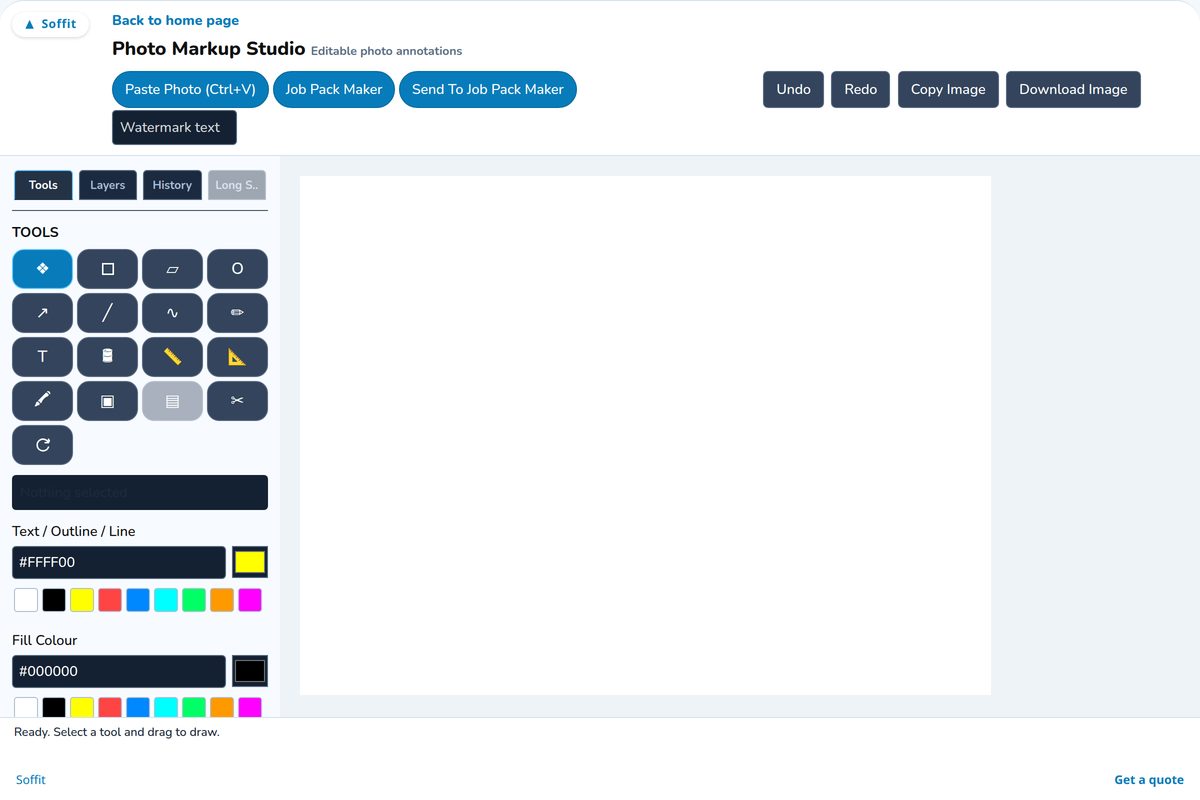 ▲ Soffit
Back to home page
Photo Markup Studio Editable photo annotations
Paste Photo (Ctrl+V) Job Pack Maker Send To Job Pack Maker Undo Redo Copy Image Download Image
Watermark text
Tools Layers History Long S..
TOOLS
T
Nothing selected
Text / Outline / Line
#FFFF00
Fill Colour
#000000
Ready. Select a tool and drag to draw.
Soffit Get a quote